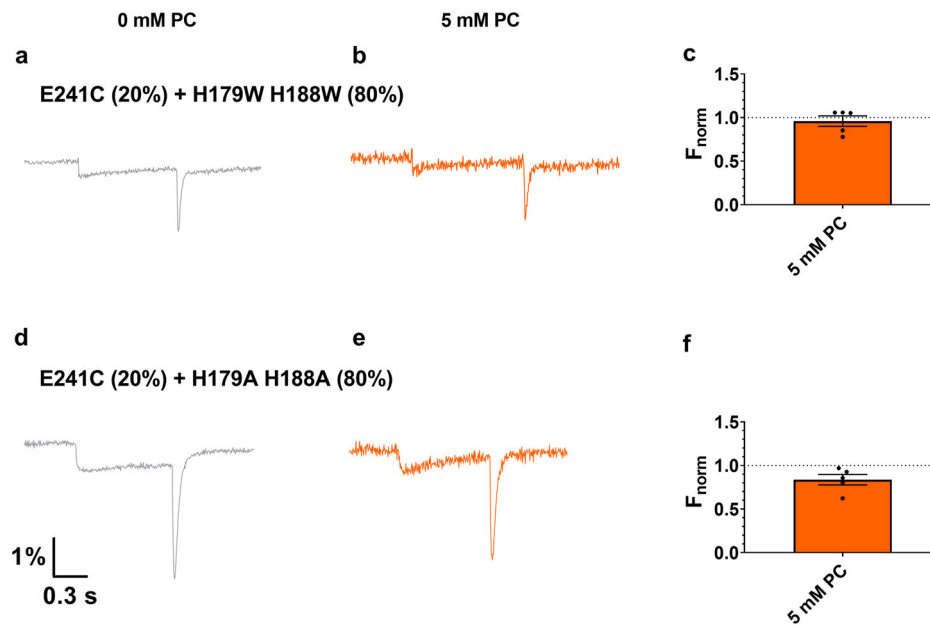 0 mM PC 5 mM PC
a b c
E241C (20%) + H179W H188W (80%)
1.5
1.0
0.5
0.0
Fnorm
5 mM PC
d e f
E241C (20%) + H179A H188A (80%)
1.5
1.0
0.5
0.0
Fnorm
5 mM PC
1%
0.3 s